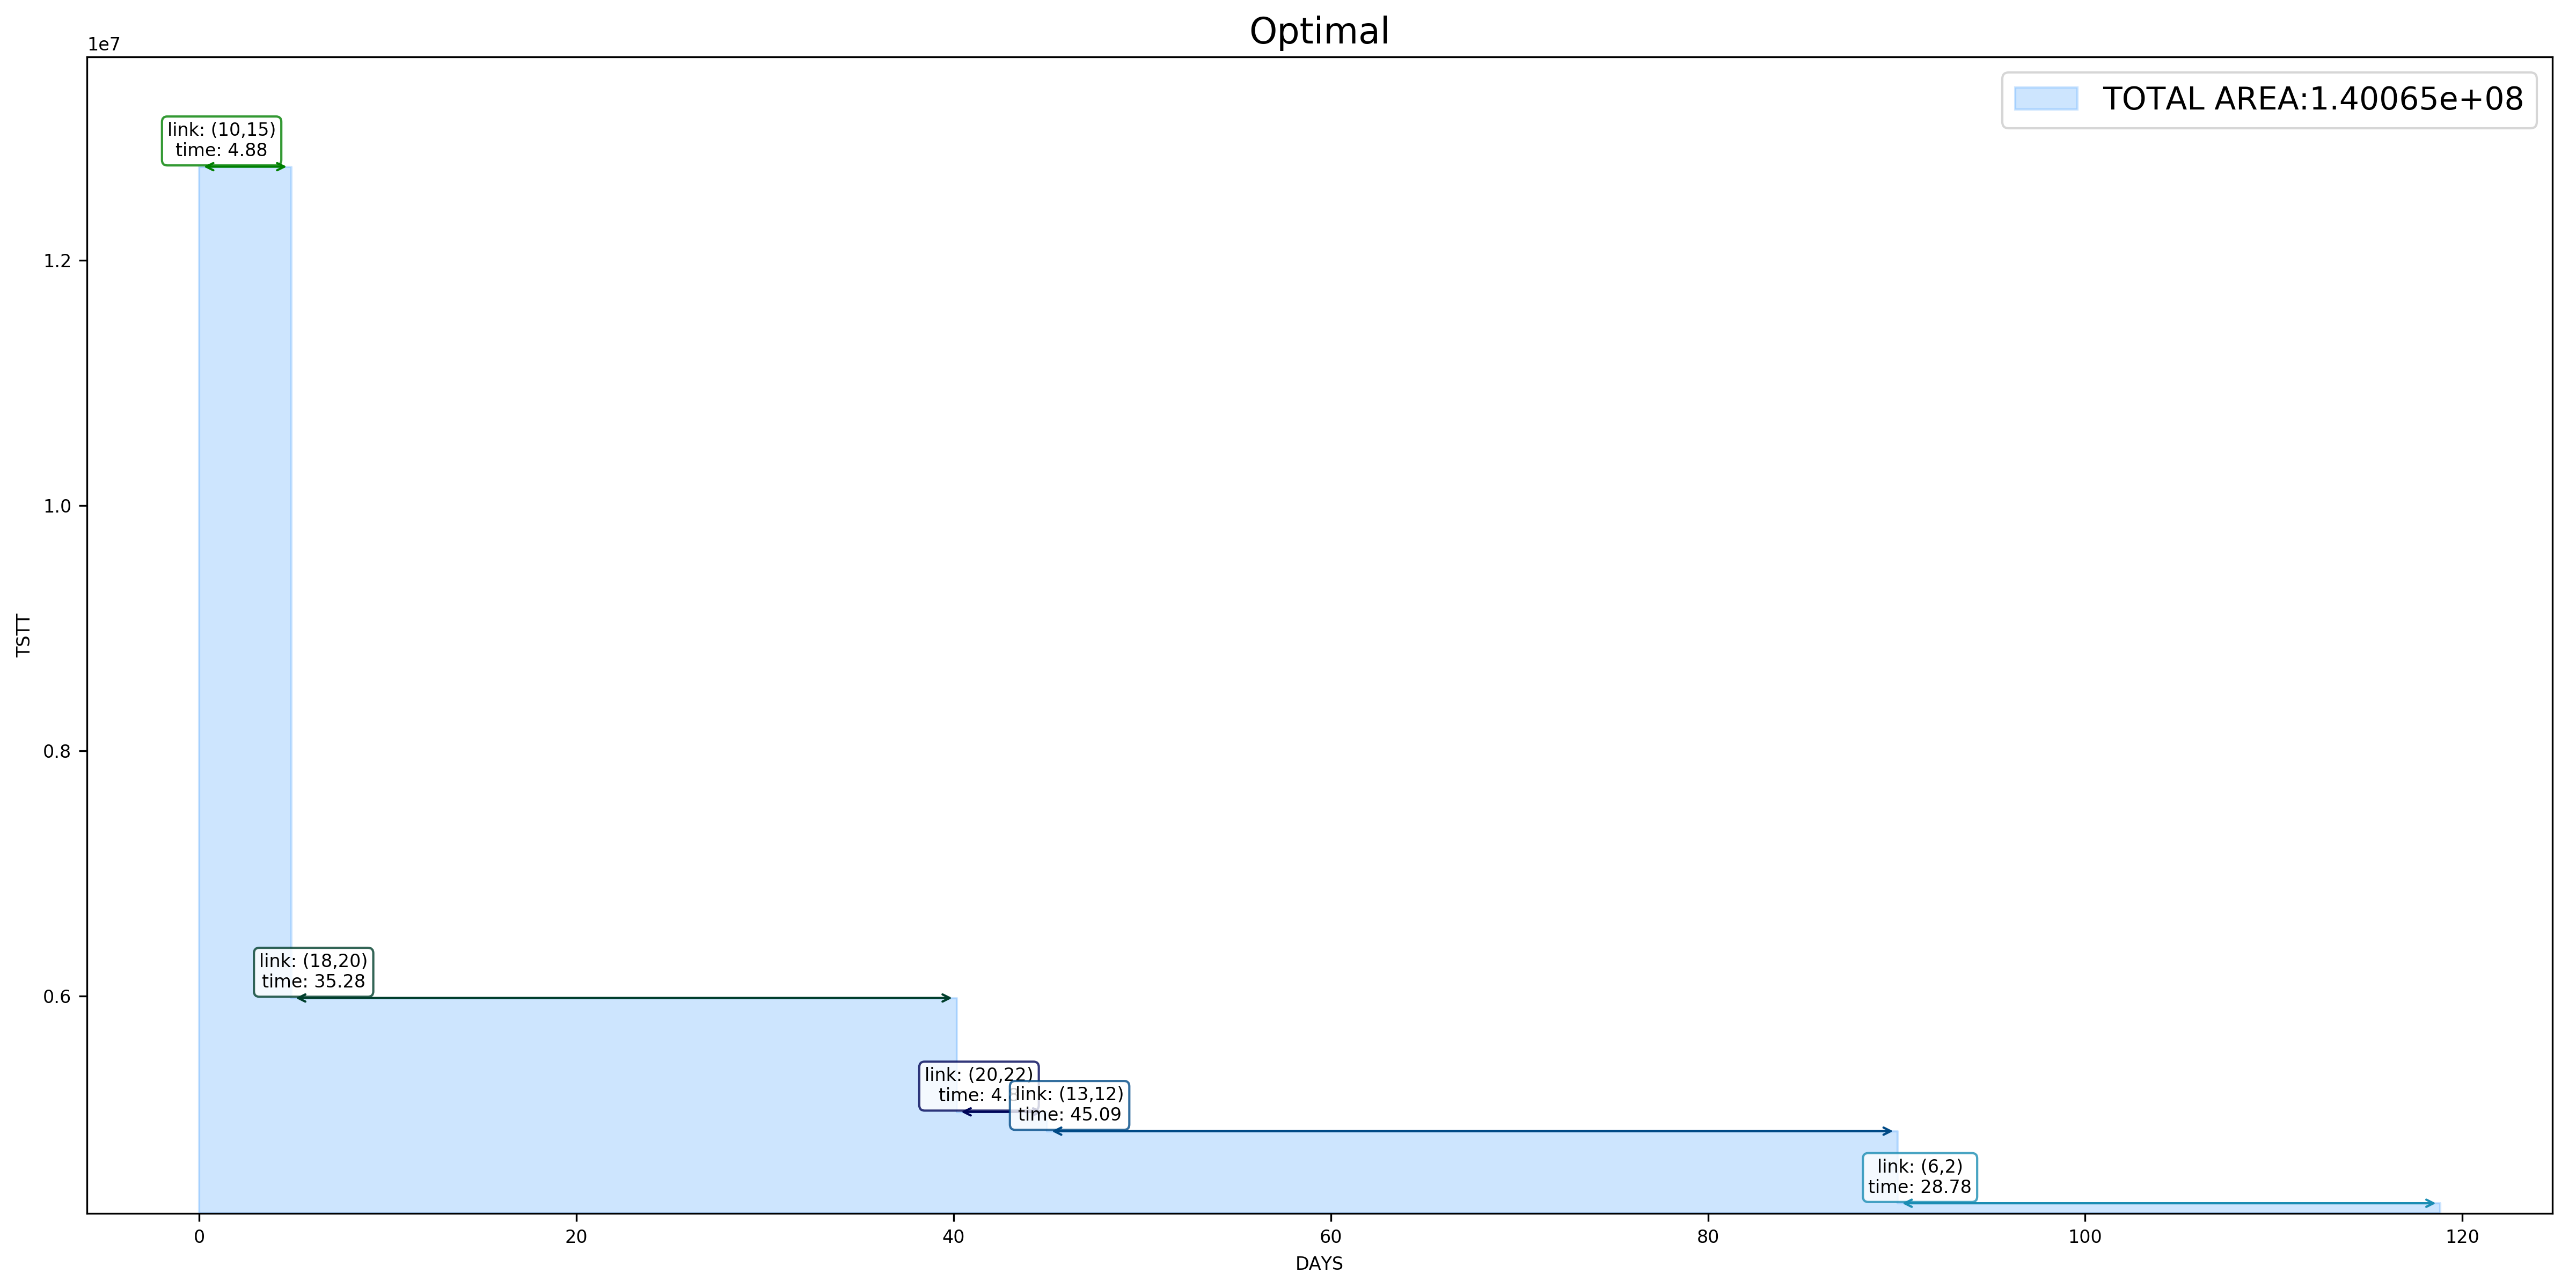 Optimal
1e7
TOTAL AREA:1.40065e+08
link: (10,15)
time: 4.88
1.2
1.0
0.8
0.6
TSTT
link: (18,20)
time: 35.28
link: (20,22)
time:
link: (13,12)
time: 45.09
link: (6,2)
time: 28.78
0
20
40
60
80
100
120
DAYS